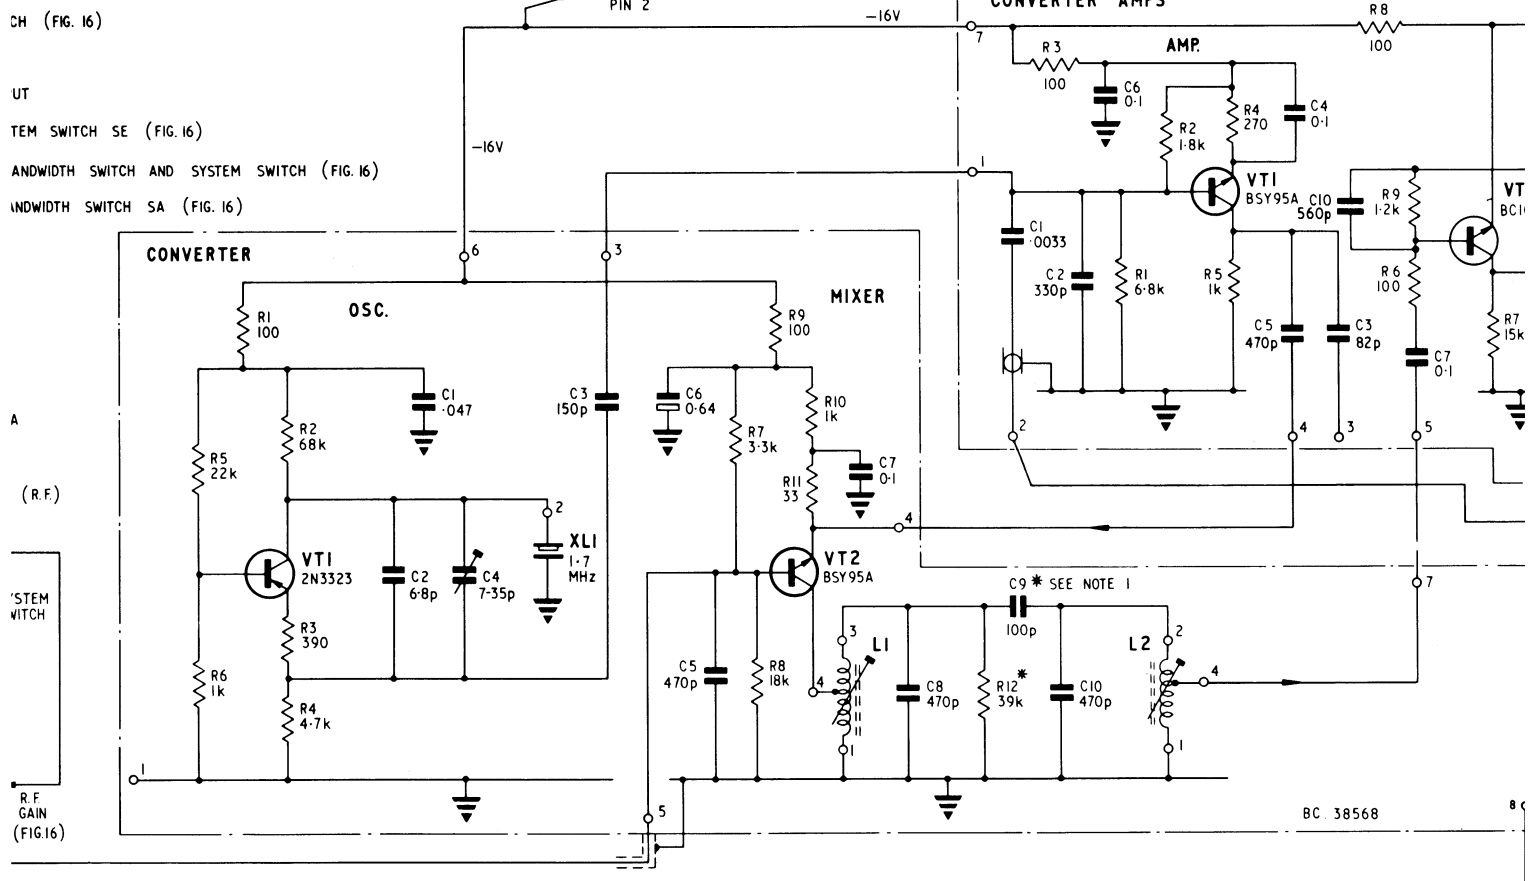 PIN 2
CONVERTER AMPS
CH (FIG. 16)
-16V
7
R8
100
R3
100
AMP.
UT
C6
0·1
R4
270
C4
0·1
TEM SWITCH SE (FIG. 16)
-16V
R2
1·8k
ANDWIDTH SWITCH AND SYSTEM SWITCH (FIG. 16)
1
VT1
BSY95A
C10
560p
R9
1·2k
VT
BC10
ANDWIDTH SWITCH SA (FIG. 16)
CONVERTER
6
3
C1
·0033
C2
330p
R1
6·8k
R5
1k
R6
100
OSC.
MIXER
R1
100
R9
100
C5
470p
C3
82p
R7
15k
C7
0·1
C1
·047
C3
150p
C6
0·64
R10
1k
A
R2
68k
R7
3·3k
2
4
3
5
R5
22k
R11
33
C7
0·1
(R.F.)
2
4
XL1
1·7
MHz
VT1
2N3323
VT2
BSY95A
C2
6·8p
C4
7-35p
C9 * SEE NOTE 1
100p
7
YSTEM
WITCH
R3
390
3
L1
L2
2
R6
1k
C5
470p
R8
18k
4
C8
470p
R12 *
39k
C10
470p
4
R4
4·7k
1
1
1
R.F.
GAIN
(FIG.16)
5
BC. 38568
8